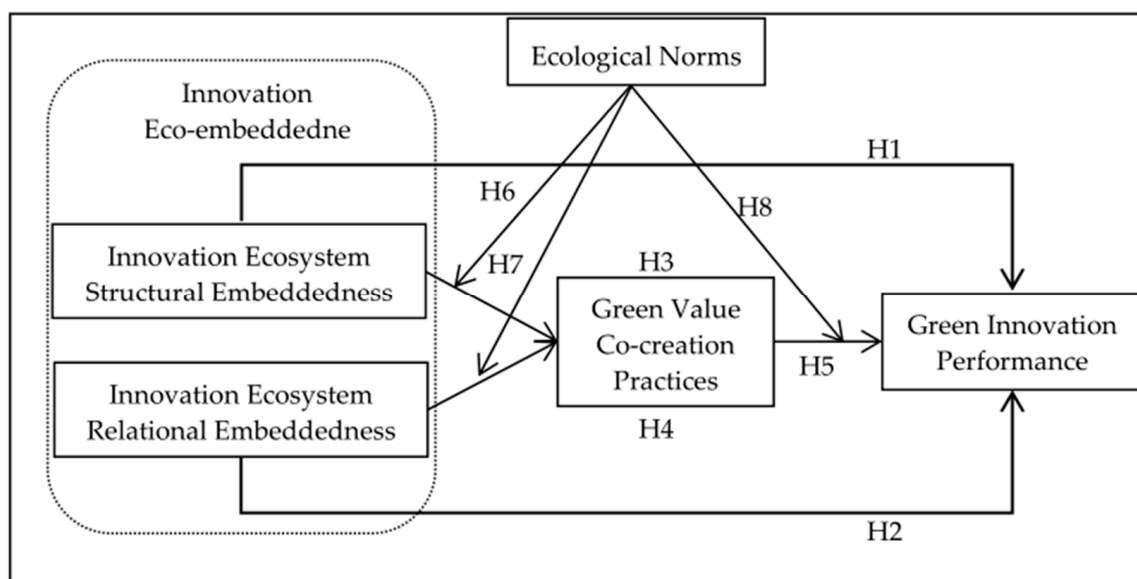 Ecological Norms
Innovation
Eco-embeddedne
H1
H6
H8
Innovation Ecosystem
Structural Embeddedness
H7
H3
Green Value
Co-creation
Practices
Green Innovation
Performance
H5
Innovation Ecosystem
Relational Embeddedness
H4
H2